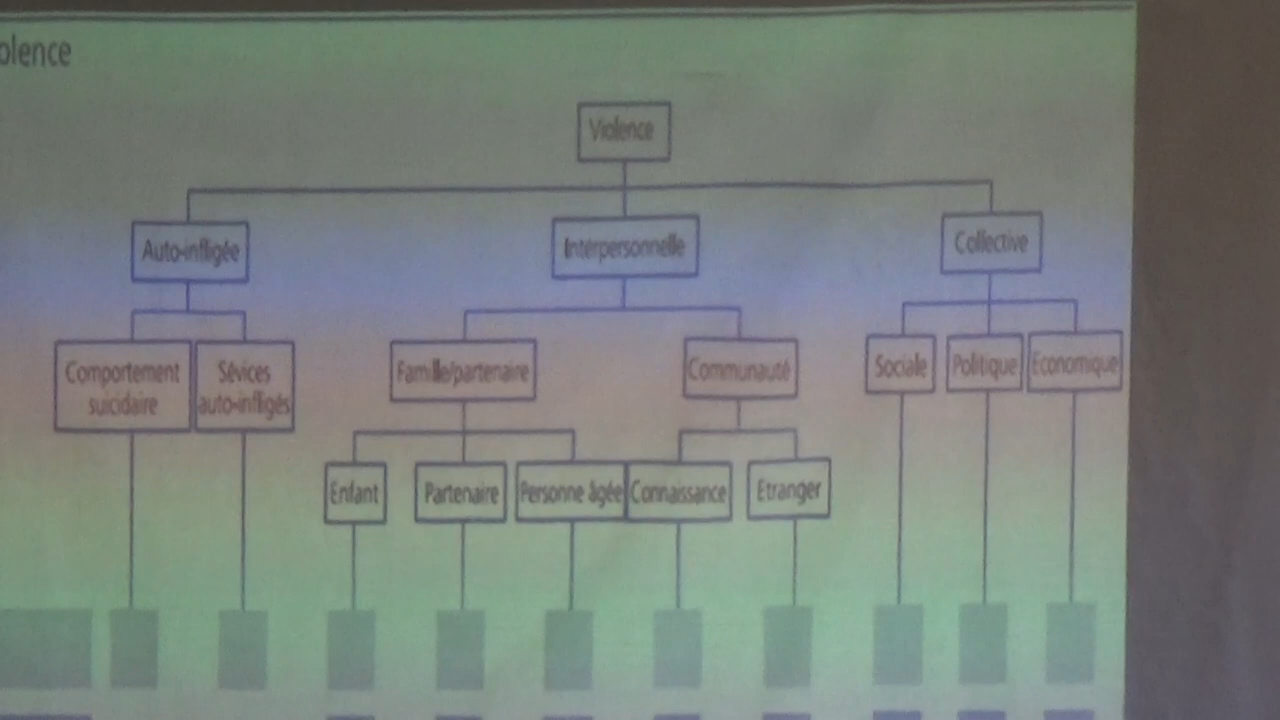 olence
Violence
Auto-infligée
Interpersonnelle
Collective
Comportement
suicidaire
Sévices
auto-infligés
Famille/partenaire
Communauté
Sociale
Politique
Economique
Enfant
Partenaire
Personne âgée
Connaissance
Etranger